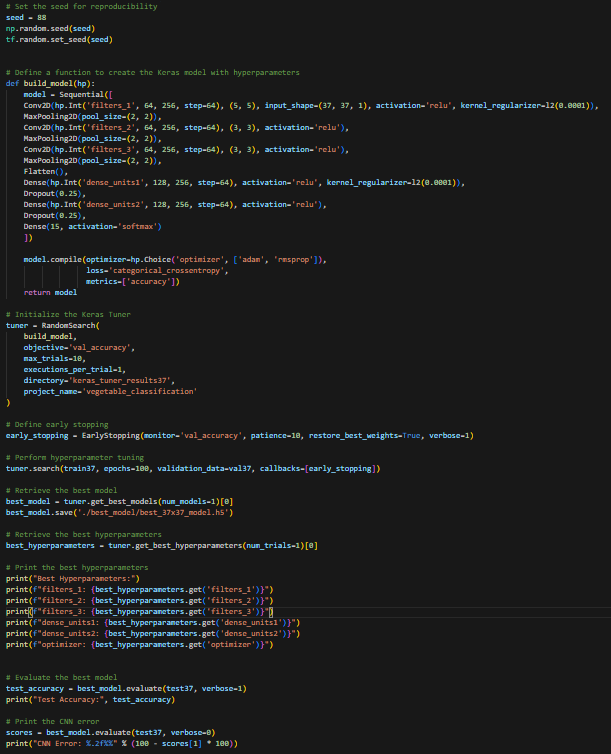 # Set the seed for reproducibility
seed = 88
np.random.seed(seed)
tf.random.set_seed(seed)
# Define a function to create the Keras model with hyperparameters
def build_model(hp):
model = Sequential([
Conv2D(hp.Int('filters_1', 64, 256, step=64), (5, 5), input_shape=(37, 37, 1), activation='relu', kernel_regularizer=l2(0.0001)),
MaxPooling2D(pool_size=(2, 2)),
Conv2D(hp.Int('filters_2', 64, 256, step=64), (3, 3), activation='relu'),
MaxPooling2D(pool_size=(2, 2)),
Conv2D(hp.Int('filters_3', 64, 256, step=64), (3, 3), activation='relu'),
MaxPooling2D(pool_size=(2, 2)),
Flatten(),
Dense(hp.Int('dense_units1', 128, 256, step=64), activation='relu', kernel_regularizer=l2(0.0001)),
Dropout(0.25),
Dense(hp.Int('dense_units2', 128, 256, step=64), activation='relu'),
Dropout(0.25),
Dense(15, activation='softmax')
])
model.compile(optimizer=hp.Choice('optimizer', ['adam', 'rmsprop']),
loss='categorical_crossentropy',
metrics=['accuracy'])
return model
# Initialize the Keras Tuner
tuner = RandomSearch(
build_model,
objective='val_accuracy',
max_trials=10,
executions_per_trial=1,
directory='keras_tuner_results37',
project_name='vegetable_classification'
)
# Define early stopping
early_stopping = EarlyStopping(monitor='val_accuracy', patience=10, restore_best_weights=True, verbose=1)
# Perform hyperparameter tuning
tuner.search(train37, epochs=100, validation_data=val37, callbacks=[early_stopping])
# Retrieve the best model
best_model = tuner.get_best_models(num_models=1)[0]
best_model.save('./best_model/best_37x37_model.h5')
# Retrieve the best hyperparameters
best_hyperparameters = tuner.get_best_hyperparameters(num_trials=1)[0]
# Print the best hyperparameters
print("Best Hyperparameters:")
print(f"filters_1: {best_hyperparameters.get('filters_1')}")
print(f"filters_2: {best_hyperparameters.get('filters_2')}")
print(f"filters_3: {best_hyperparameters.get('filters_3')}")
print(f"dense_units1: {best_hyperparameters.get('dense_units1')}")
print(f"dense_units2: {best_hyperparameters.get('dense_units2')}")
print(f"optimizer: {best_hyperparameters.get('optimizer')}")
# Evaluate the best model
test_accuracy = best_model.evaluate(test37, verbose=1)
print("Test Accuracy:", test_accuracy)
# Print the CNN error
scores = best_model.evaluate(test37, verbose=0)
print("CNN Error: %.2f%%" % (100 - scores[1] * 100))